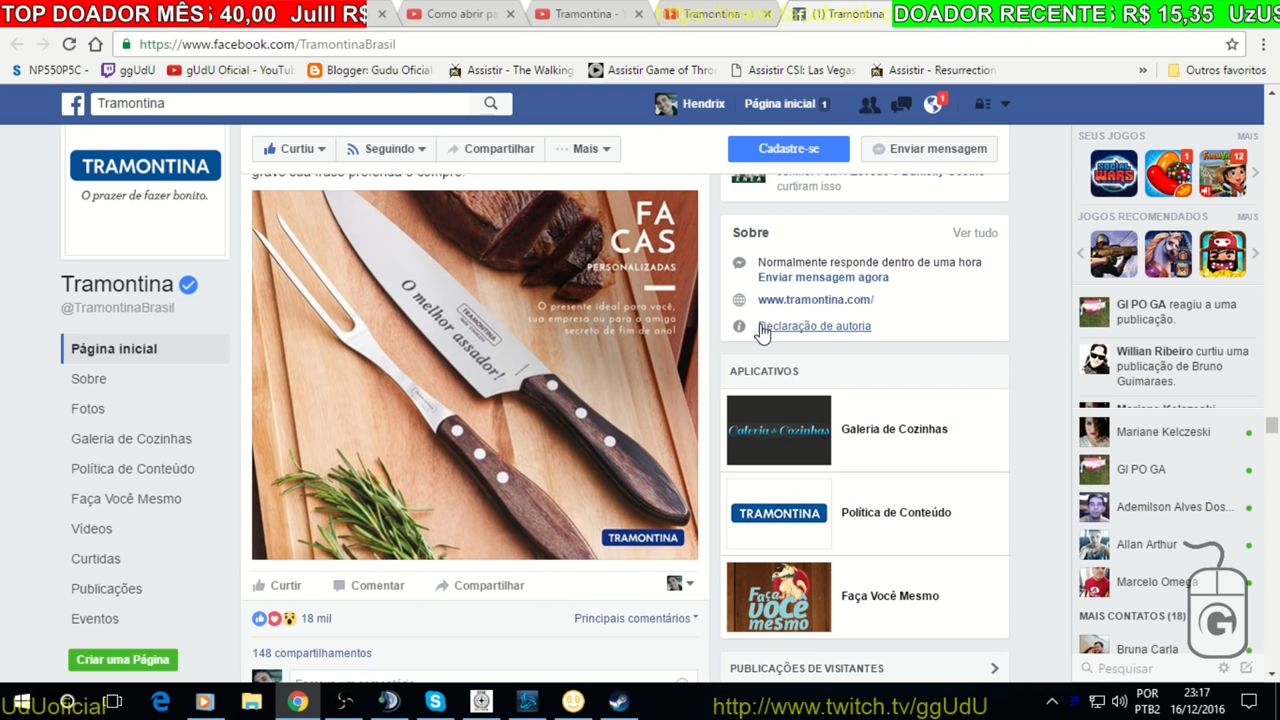 TOP DOADOR MÊS
40,00 JulII R$
Como abrir pa
Tramontina - Y
Tramontina -
(1) Tramontina
DOADOR RECENTE
R$ 15,35 UzUS
https://www.facebook.com/TramontinaBrasil
NP550P5C -
ggUdU
gUdU Oficial - YouTub
Blogger: Gudu Oficial
Assistir - The Walking
Assistir Game of Thro
Assistir CSI: Las Vegas
Assistir - Resurrection
»
Outros favoritos
Tramontina
Hendrix
Página inicial 1
1
TRAMONTINA
O prazer de fazer bonito.
Tramontina
@TramontinaBrasil
Página inicial
Sobre
Fotos
Galeria de Cozinhas
Política de Conteúdo
Faça Você Mesmo
Vídeos
Curtidas
Publicações
Eventos
Criar uma Página
Curtiu
Seguindo
Compartilhar
Mais
Cadastre-se
Enviar mensagem
FA
CAS
PERSONALIZADAS
O presente ideal para você,
sua empresa ou para o amigo
secreto de fim de ano!
TRAMONTINA
O melhor assador!
TRAMONTINA
Curtir
Comentar
Compartilhar
18 mil
Principais comentários
148 compartilhamentos
curtiram isso
Sobre
Ver tudo
Normalmente responde dentro de uma hora
Enviar mensagem agora
www.tramontina.com/
Declaração de autoria
APLICATIVOS
Galeria de Cozinhas
Galeria de Cozinhas
TRAMONTINA
Política de Conteúdo
Faça
VOCÊ
mesmo
Faça Você Mesmo
PUBLICAÇÕES DE VISITANTES
SEUS JOGOS
MAIS
SOCIAL
WARS
1
12
JOGOS RECOMENDADOS
MAIS
GI PO GA reagiu a uma
publicação.
Willian Ribeiro curtiu uma
publicação de Bruno
Guimaraes.
Mariane Kelczeski
GI PO GA
Ademilson Alves Dos...
Allan Arthur
Marcelo Omega
MAIS CONTATOS (18)
Bruna Carla
Pesquisar
G
UdUoficial
http://www.twitch.tv/ggUdU
POR
PTB2
23:17
16/12/2016